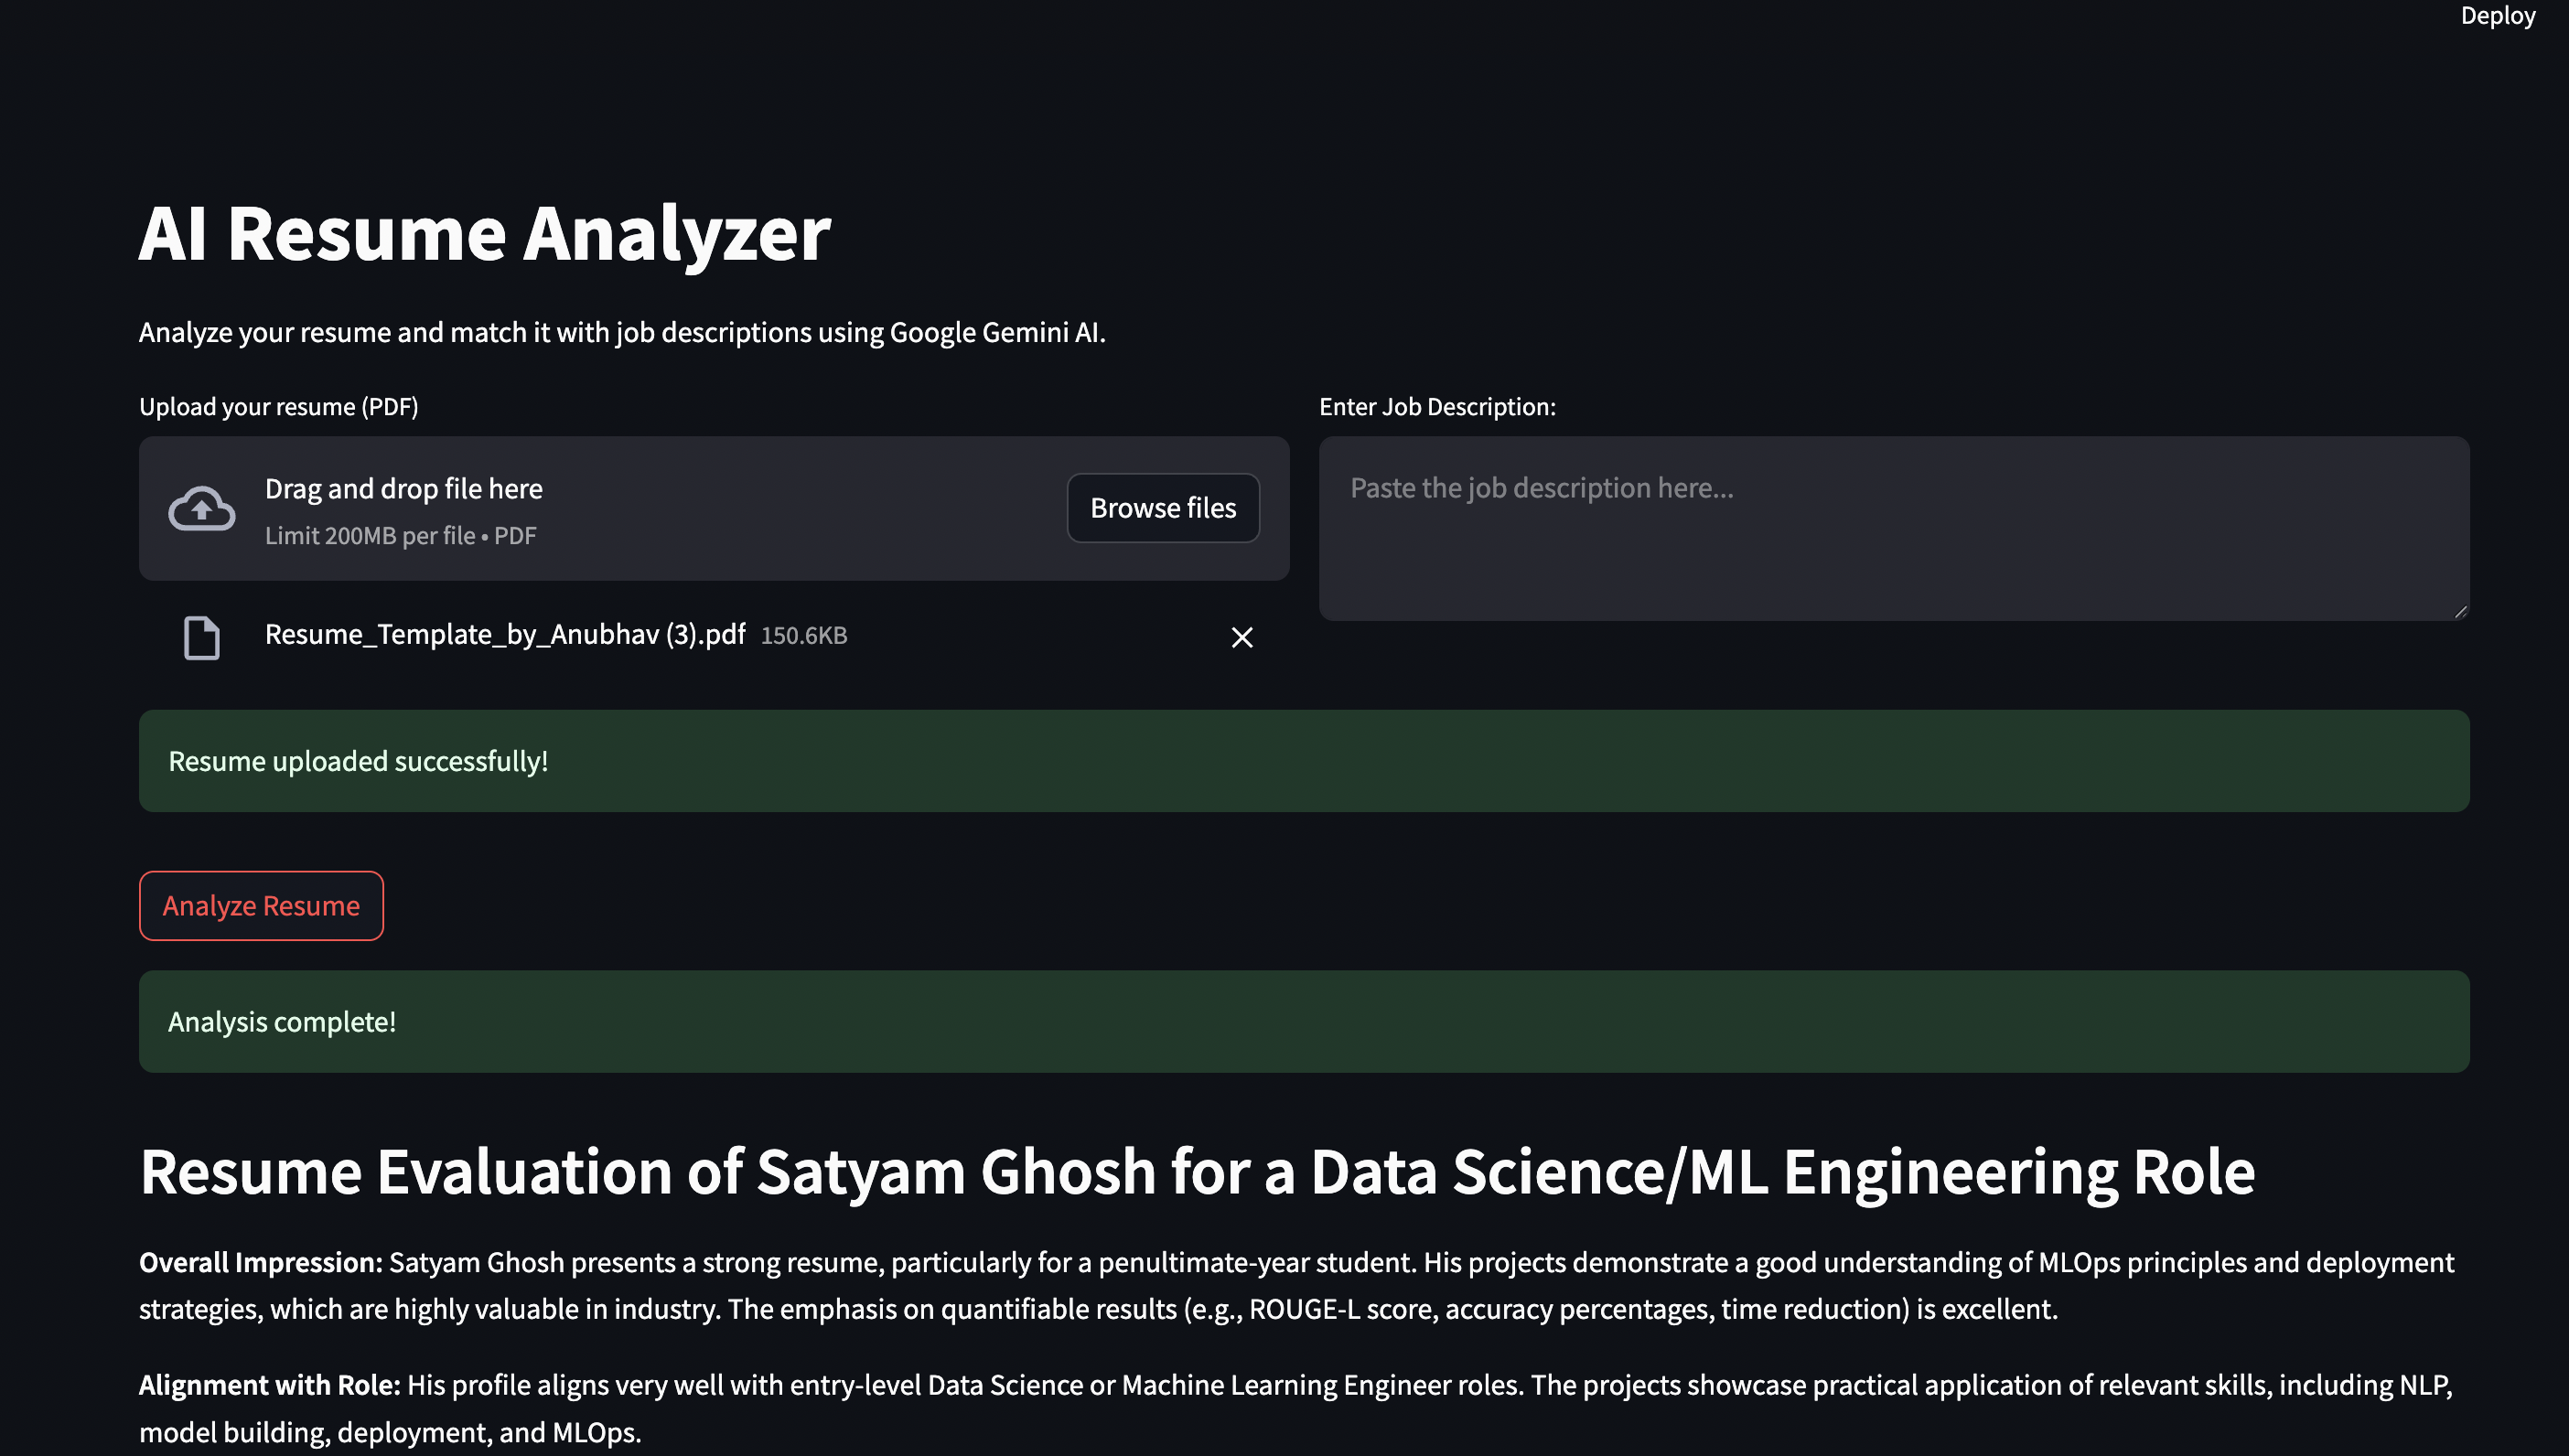 Deploy
AI Resume Analyzer
Analyze your resume and match it with job descriptions using Google Gemini AI.
Upload your resume (PDF)
Drag and drop file here
Limit 200MB per file • PDF
Browse files
Resume_Template_by_Anubhav (3).pdf 150.6KB
Enter Job Description:
Paste the job description here...
Resume uploaded successfully!
Analyze Resume
Analysis complete!
Resume Evaluation of Satyam Ghosh for a Data Science/ML Engineering Role
Overall Impression: Satyam Ghosh presents a strong resume, particularly for a penultimate-year student. His projects demonstrate a good understanding of MLOps principles and deployment
strategies, which are highly valuable in industry. The emphasis on quantifiable results (e.g., ROUGE-L score, accuracy percentages, time reduction) is excellent.
Alignment with Role: His profile aligns very well with entry-level Data Science or Machine Learning Engineer roles. The projects showcase practical application of relevant skills, including NLP,
model building, deployment, and MLOps.